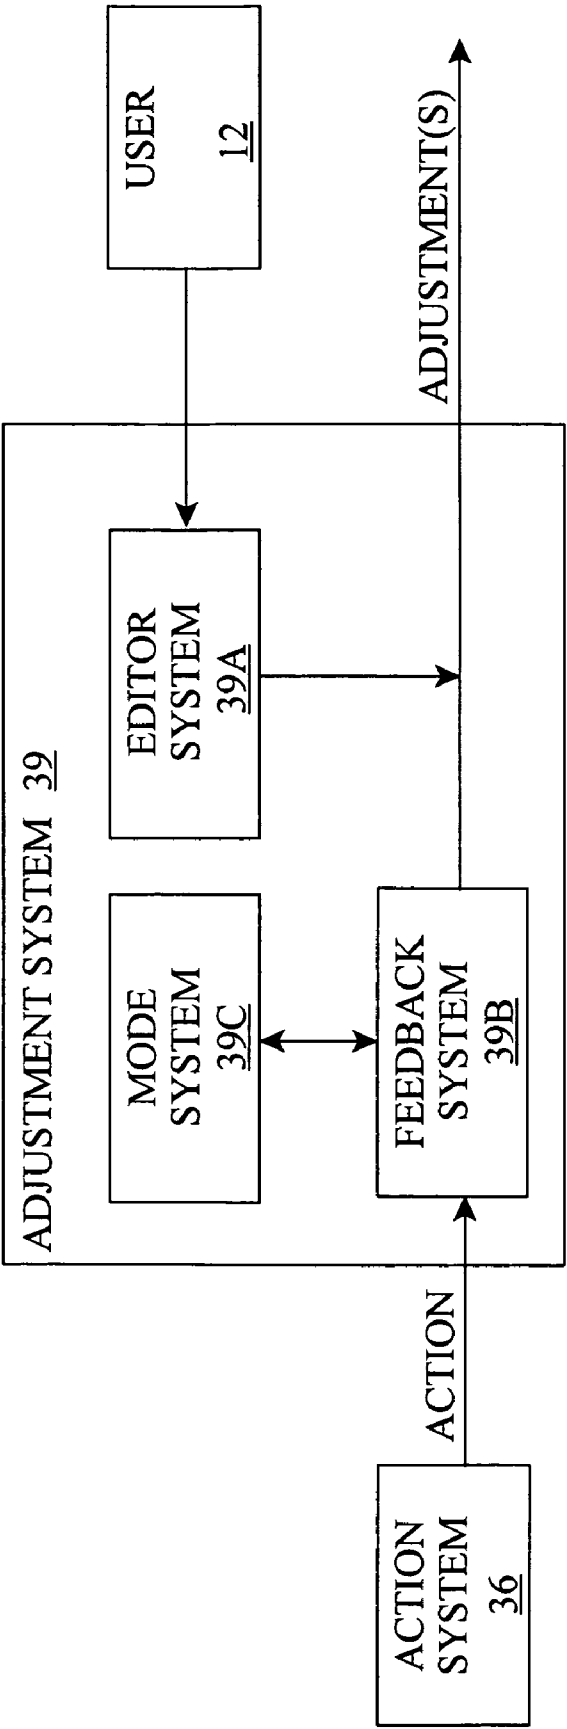 ADJUSTMENT SYSTEM 39
MODE
SYSTEM
39C
EDITOR
SYSTEM
39A
USER
12
ACTION
SYSTEM
36
ACTION
FEEDBACK
SYSTEM
39B
ADJUSTMENT(S)